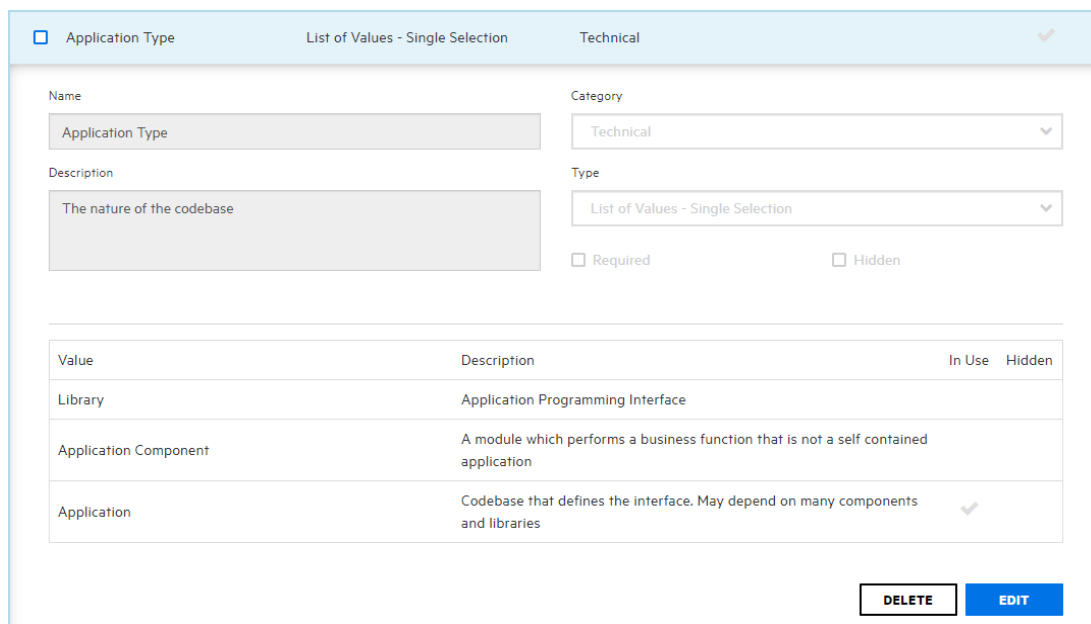 Application Type List of Values - Single Selection Technical
Name Category
Application Type Technical
Description Type
The nature of the codebase List of Values - Single Selection
Required Hidden
Value Description In Use Hidden
Library Application Programming Interface
Application Component A module which performs a business function that is not a self contained
application
Application Codebase that defines the interface. May depend on many components
and libraries
DELETE EDIT